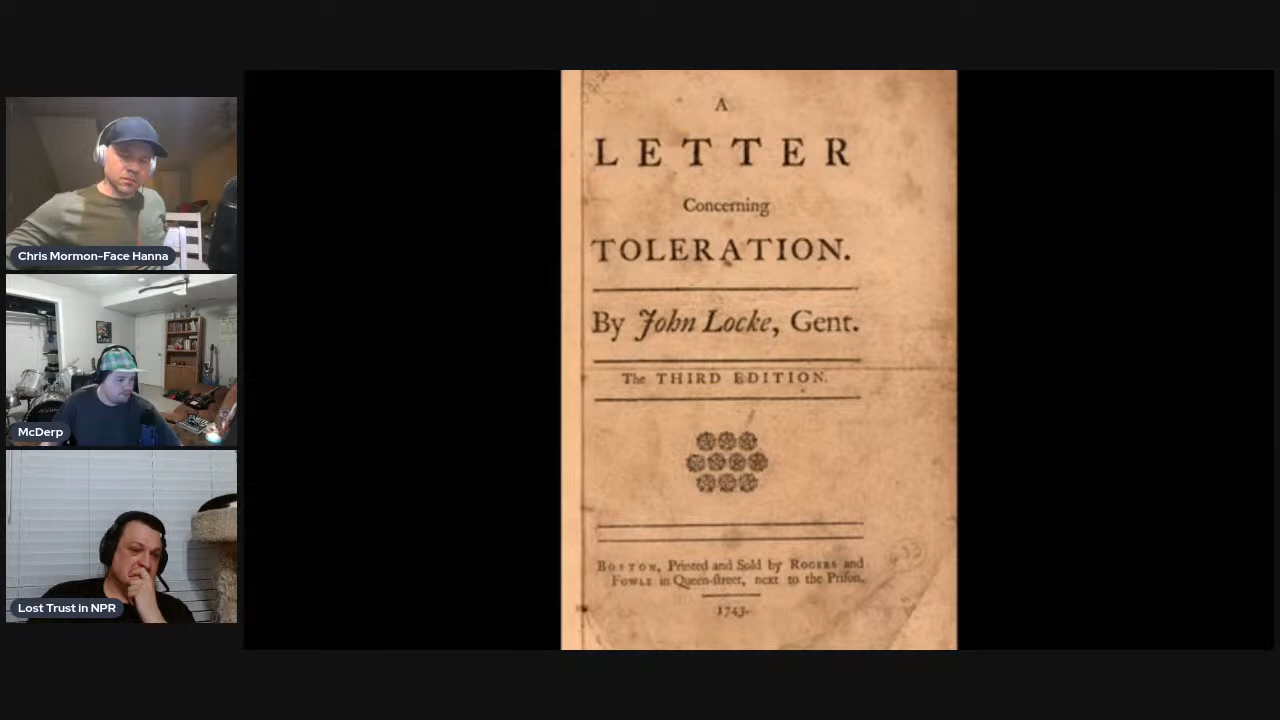 Chris Mormon-Face Hanna
McDerp
Lost Trust in NPR
A
LETTER
Concerning
TOLERATION.
By John Locke, Gent.
The THIRD EDITION.
BOSTON, Printed and Sold by ROGERS and
FOWLE in Queen-ſtreet, next to the Priſon.
1743.